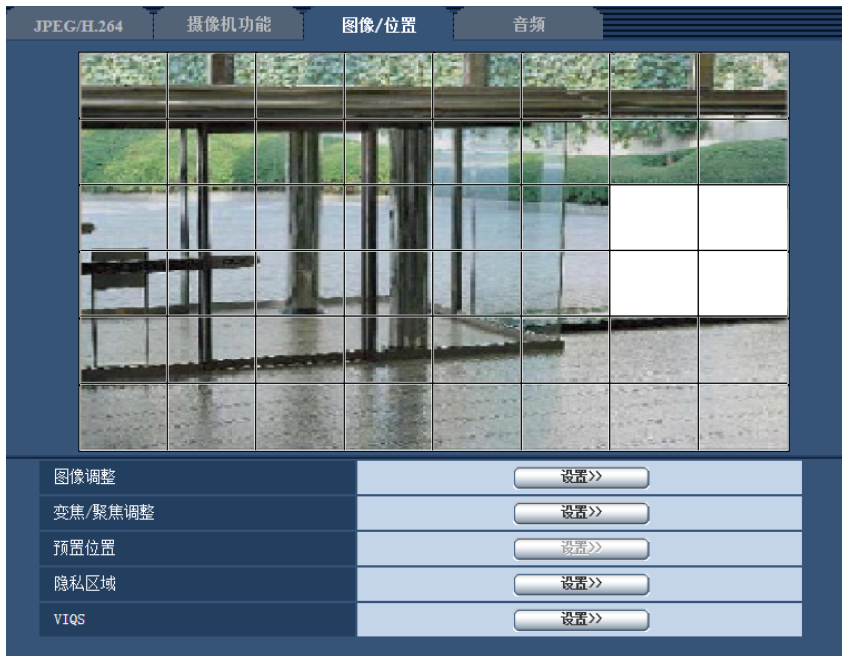 JPEG/H.264 摄像机功能 图像/位置 音频
图像调整 设置>>
变焦/聚焦调整 设置>>
预置位置 设置>>
隐私区域 设置>>
VIQS 设置>>